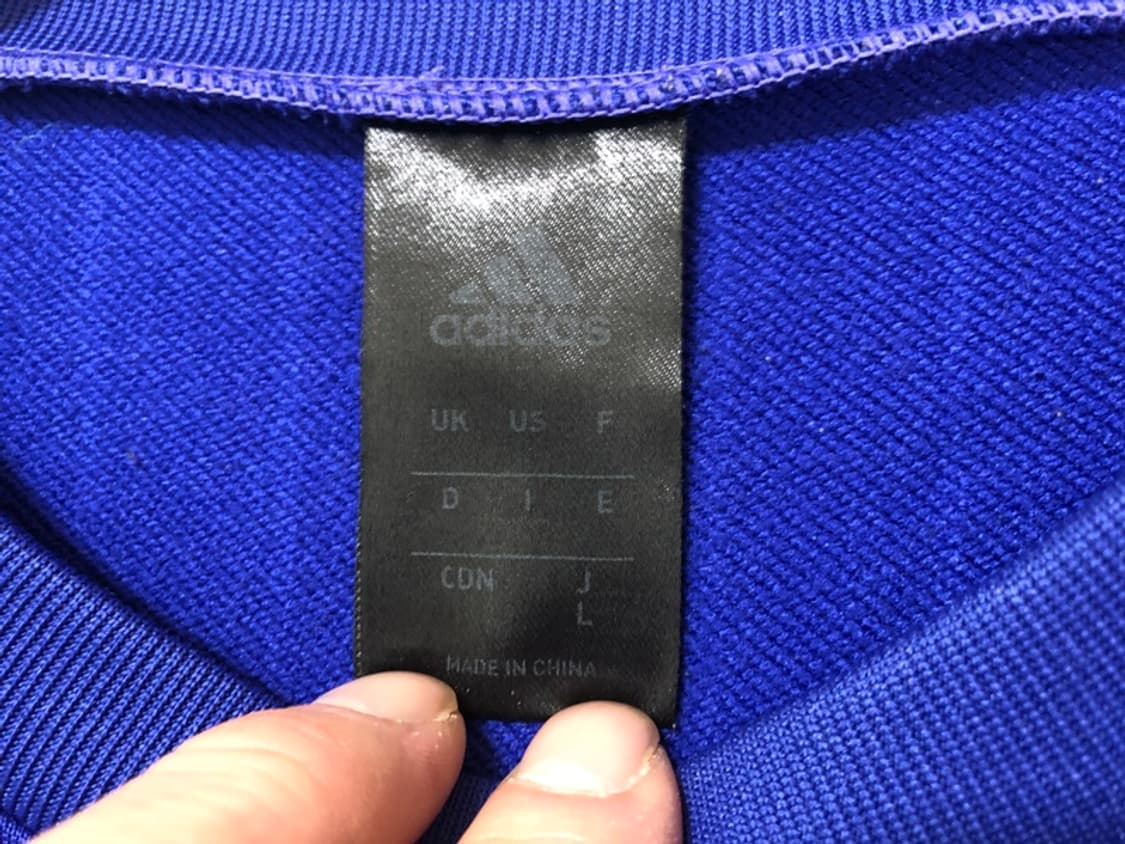 adidas
UK US F
D I E
CDN J
L
MADE IN CHINA